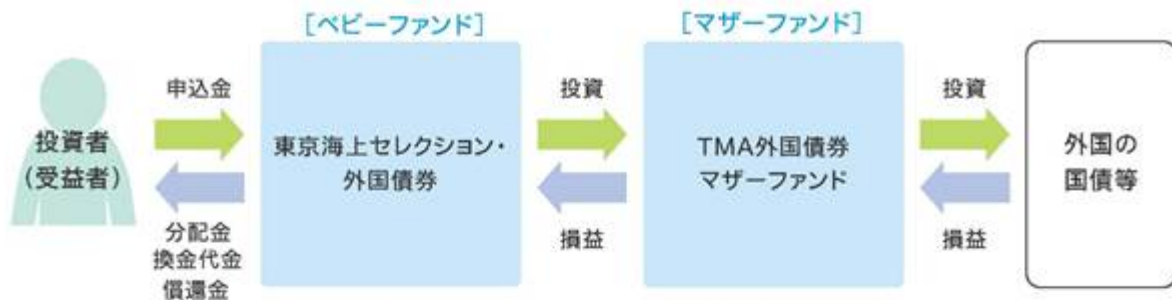 [ベビーファンド]
[マザーファンド]
投資者
(受益者)
申込金
分配金
換金代金
償還金
東京海上セレクション・
外国債券
投資
損益
TMA外国債券
マザーファンド
投資
損益
外国の
国債等